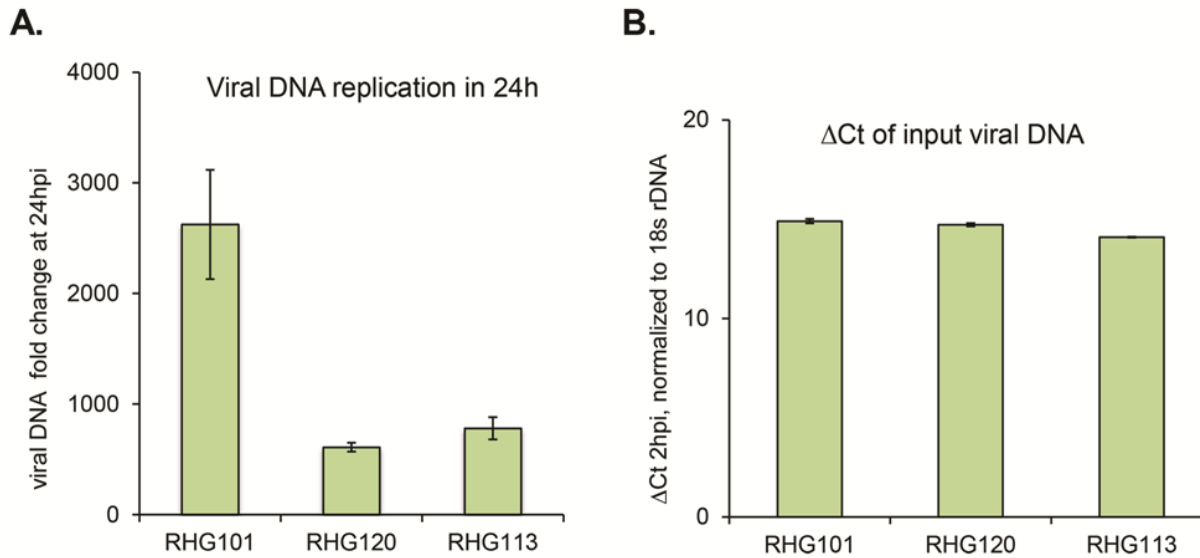 A.
Viral DNA replication in 24h
viral DNA fold change at 24hpi
4000
3000
2000
1000
0
RHG101 RHG120 RHG113
B.
ΔCt of input viral DNA
ΔCt 2hpi, normalized to 18s rDNA
20
10
0
RHG101 RHG120 RHG113